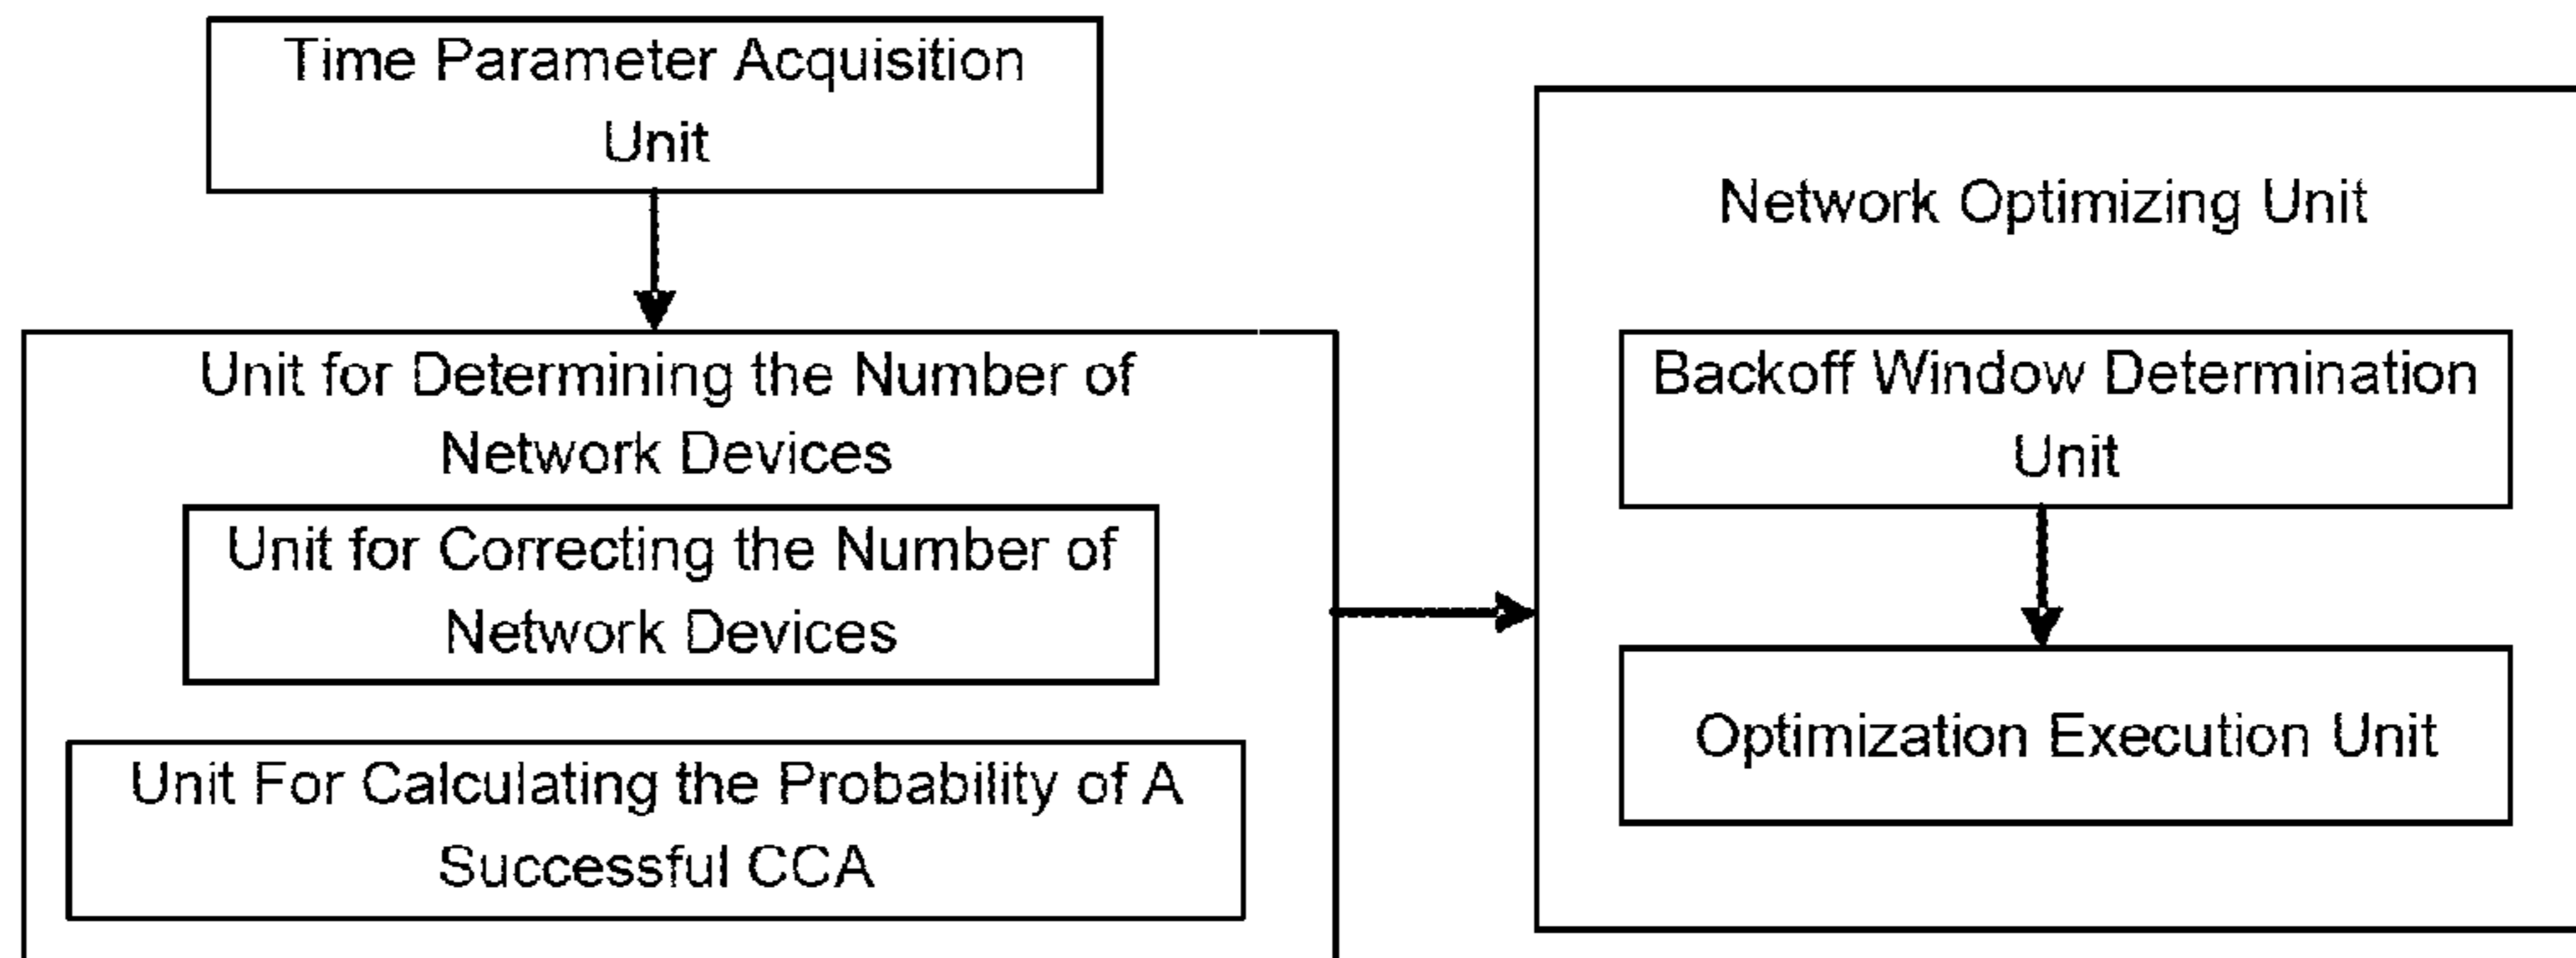 Time Parameter Acquisition
Unit
Unit for Determining the Number of
Network Devices
Unit for Correcting the Number of
Network Devices
Unit For Calculating the Probability of A
Successful CCA
Network Optimizing Unit
Backoff Window Determination
Unit
Optimization Execution Unit